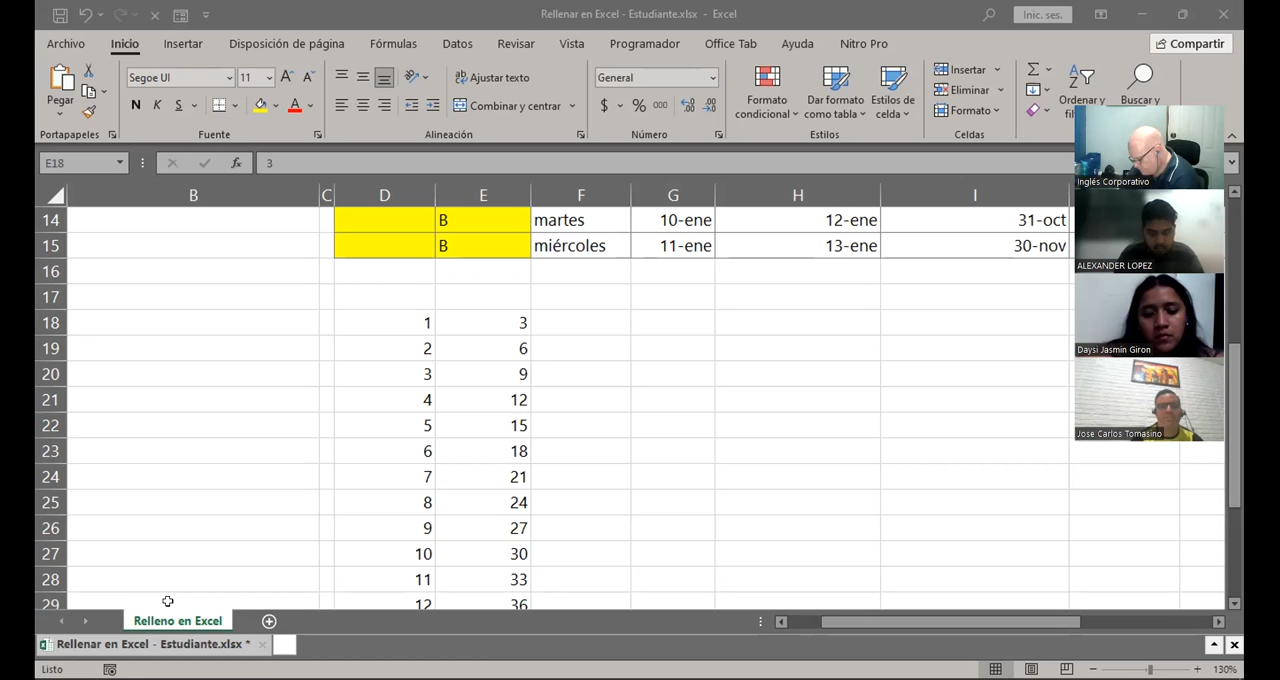 Rellenar en Excel - Estudiante.xlsx - Excel
Inic. ses.
Archivo Inicio Insertar Disposición de página Fórmulas Datos Revisar Vista Programador Office Tab Ayuda Nitro Pro Compartir
Pegar
Segoe UI 11
N K S
Ajustar texto
Combinar y centrar
General
$ % 000
Formato condicional
Dar formato como tabla
Estilos de celda
Insertar
Eliminar
Formato
Ordenar y
Buscar y
Portapapeles Fuente Alineación Número Estilos Celdas
E18 fx 3
B C D E F G H I
14 B martes 10-ene 12-ene 31-oct
15 B miércoles 11-ene 13-ene 30-nov
16
17
18 1 3
19 2 6
20 3 9
21 4 12
22 5 15
23 6 18
24 7 21
25 8 24
26 9 27
27 10 30
28 11 33
29 12 36
Inglés Corporativo
ALEXANDER LOPEZ
Daysi Jasmin Giron
Jose Carlos Tomasino
Relleno en Excel
Rellenar en Excel - Estudiante.xlsx *
Listo
130%